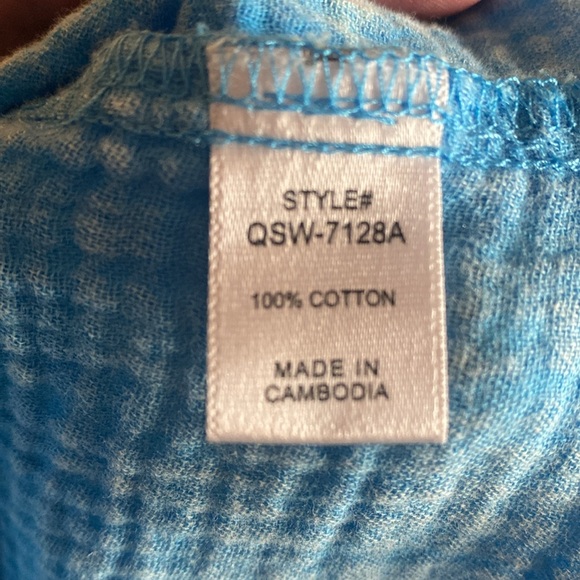 STYLE#
QSW-7128A
100% COTTON
MADE IN
CAMBODIA